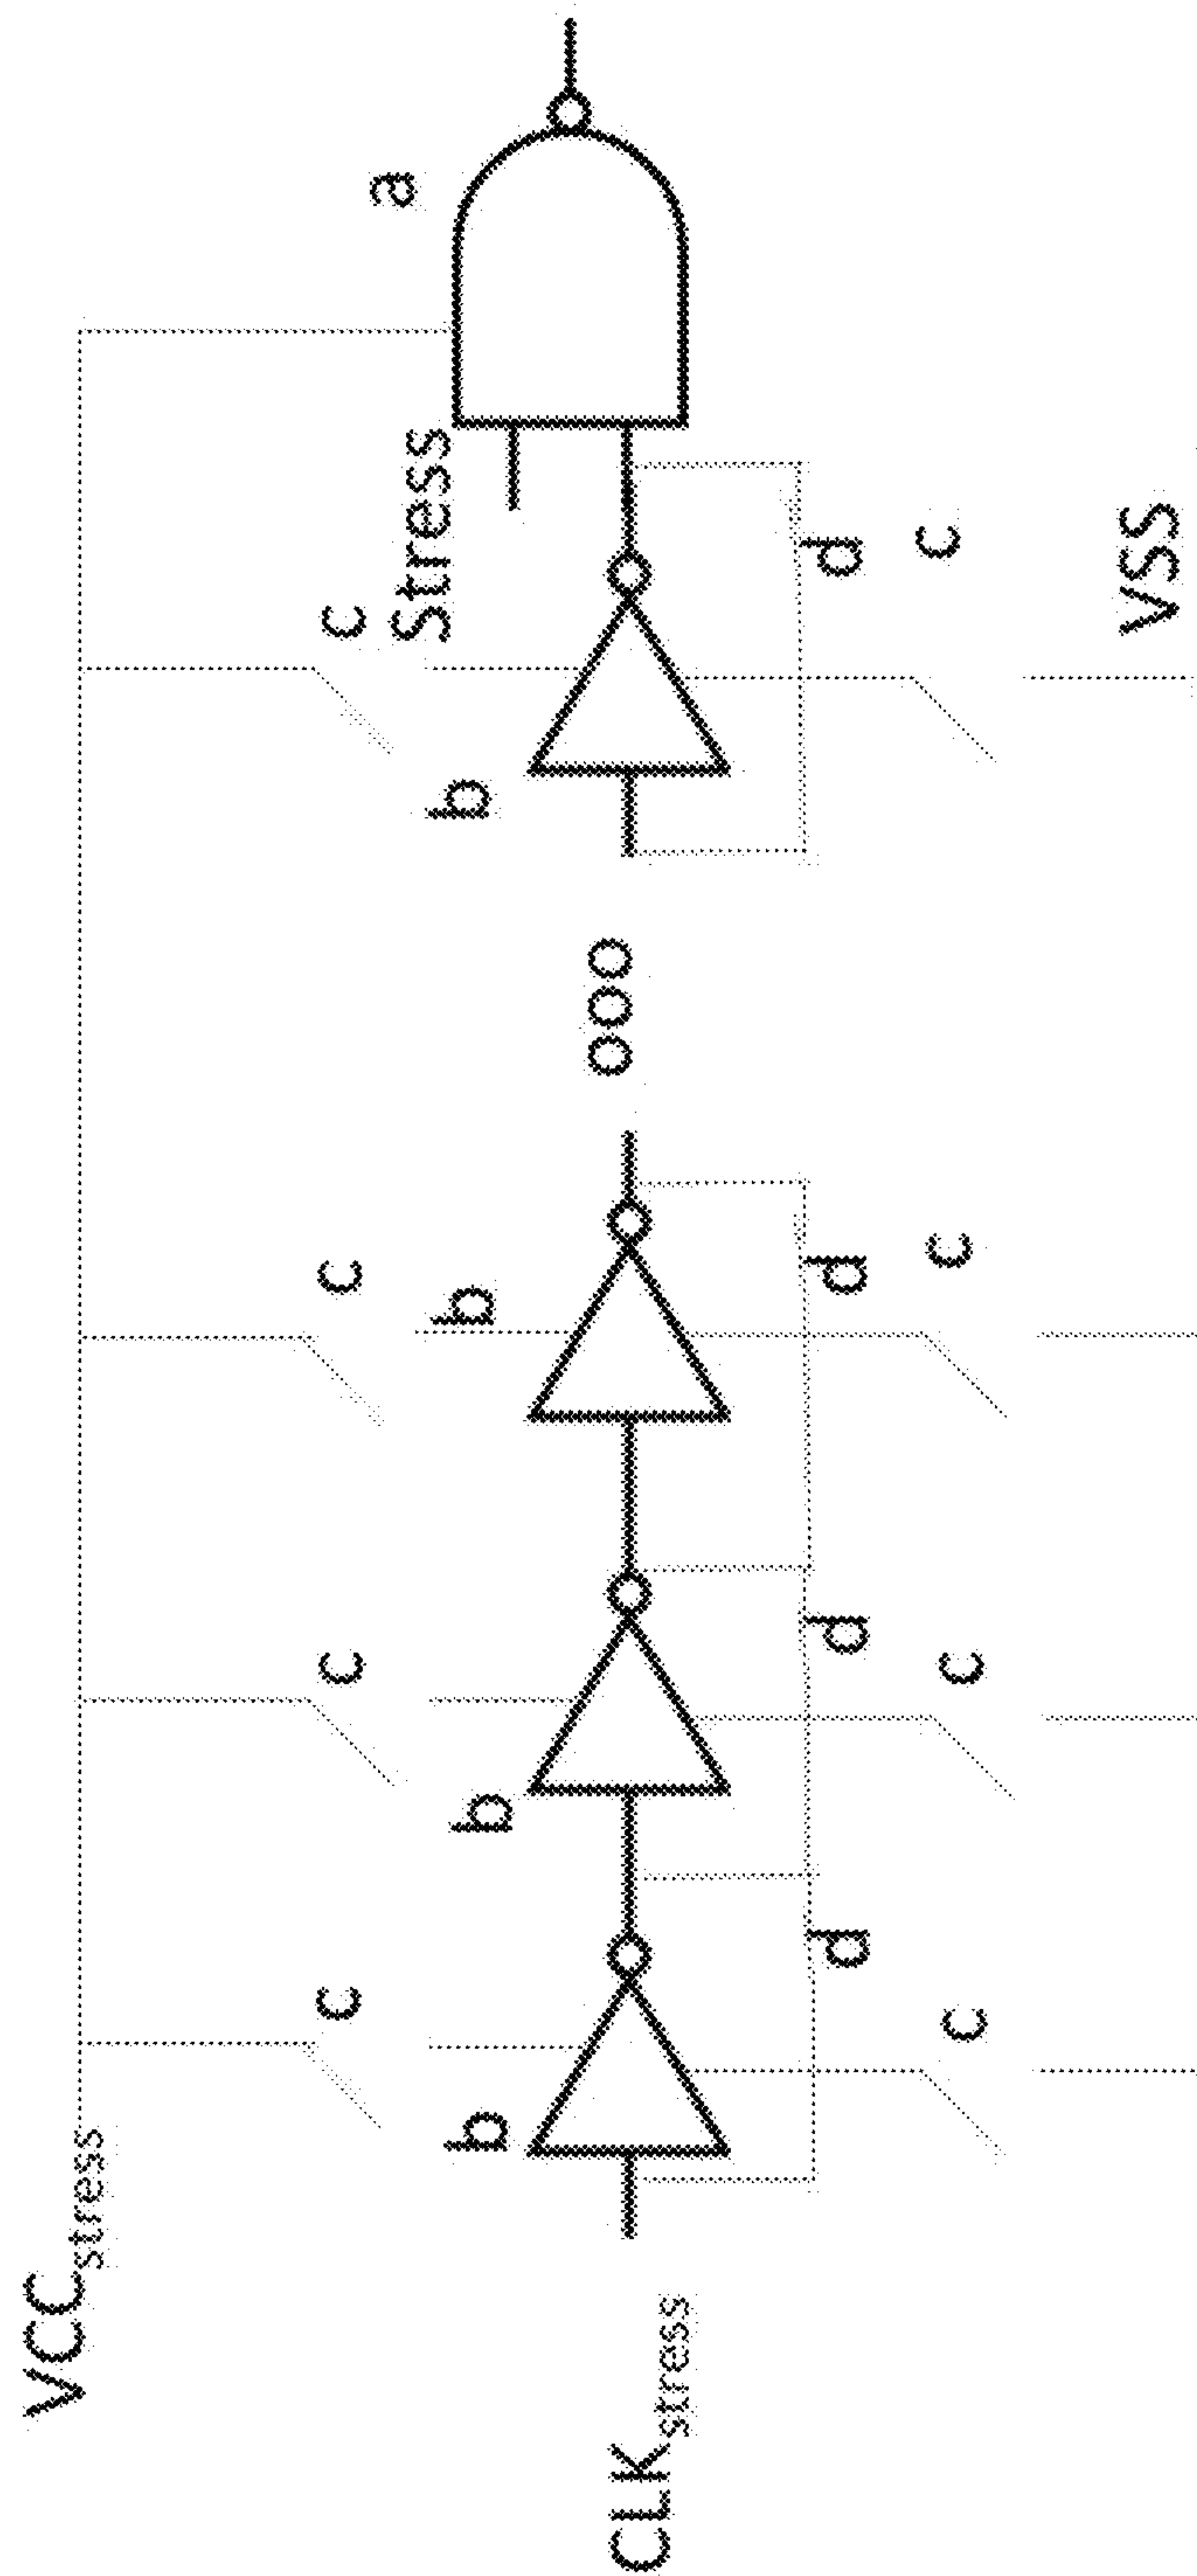 VCCstress
c c c c a
Stress
b b b b
CLKstress ooo
d d d d
c c c c
VSS